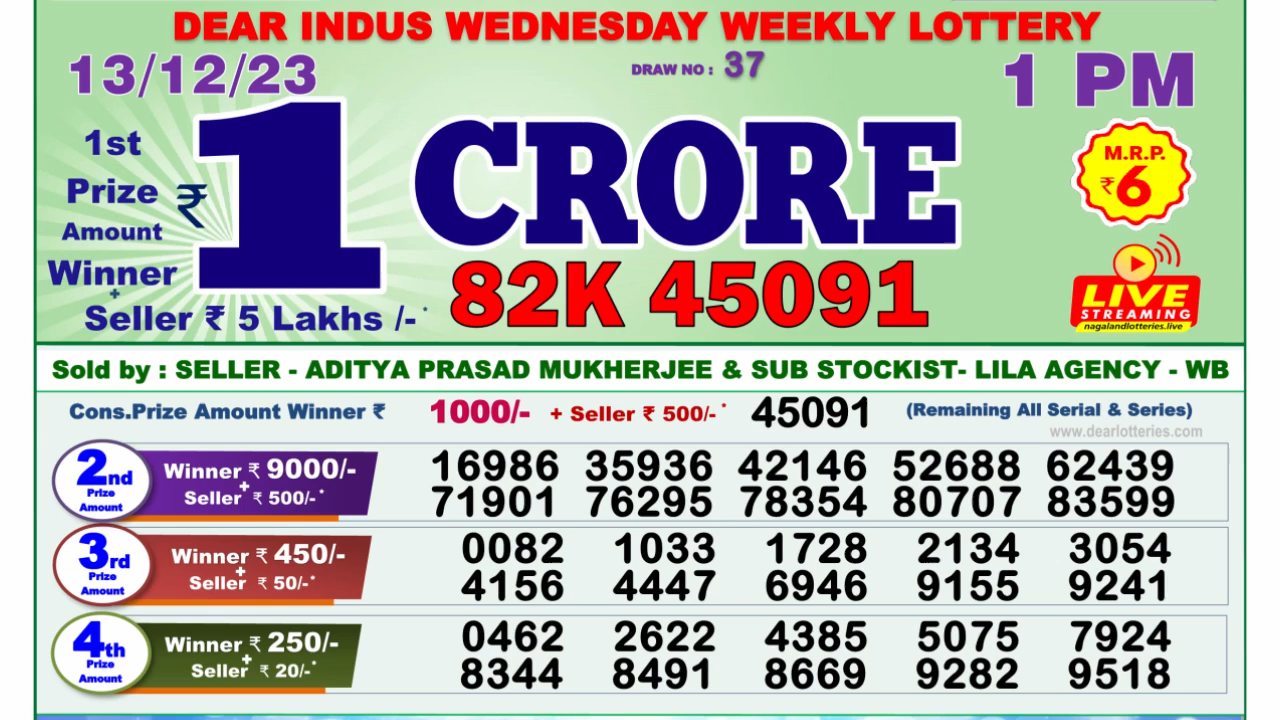 DEAR INDUS WEDNESDAY WEEKLY LOTTERY
13/12/23
DRAW NO : 37
1 PM
1st
Prize
Amount
Winner
+
Seller ₹ 5 Lakhs /-*
₹ 1 CRORE
82K 45091
M.R.P.
₹6
LIVE
STREAMING
nagalandlotteries.live
Sold by : SELLER - ADITYA PRASAD MUKHERJEE & SUB STOCKIST- LILA AGENCY - WB
Cons.Prize Amount Winner ₹ 1000/- + Seller ₹ 500/-* 45091 (Remaining All Serial & Series)
www.dearlotteries.com
2nd
Prize
Amount
Winner ₹ 9000/-
+
Seller ₹ 500/-*
16986 35936 42146 52688 62439
71901 76295 78354 80707 83599
3rd
Prize
Amount
Winner ₹ 450/-
+
Seller ₹ 50/-*
0082 1033 1728 2134 3054
4156 4447 6946 9155 9241
4th
Prize
Amount
Winner ₹ 250/-
+
Seller ₹ 20/-*
0462 2622 4385 5075 7924
8344 8491 8669 9282 9518